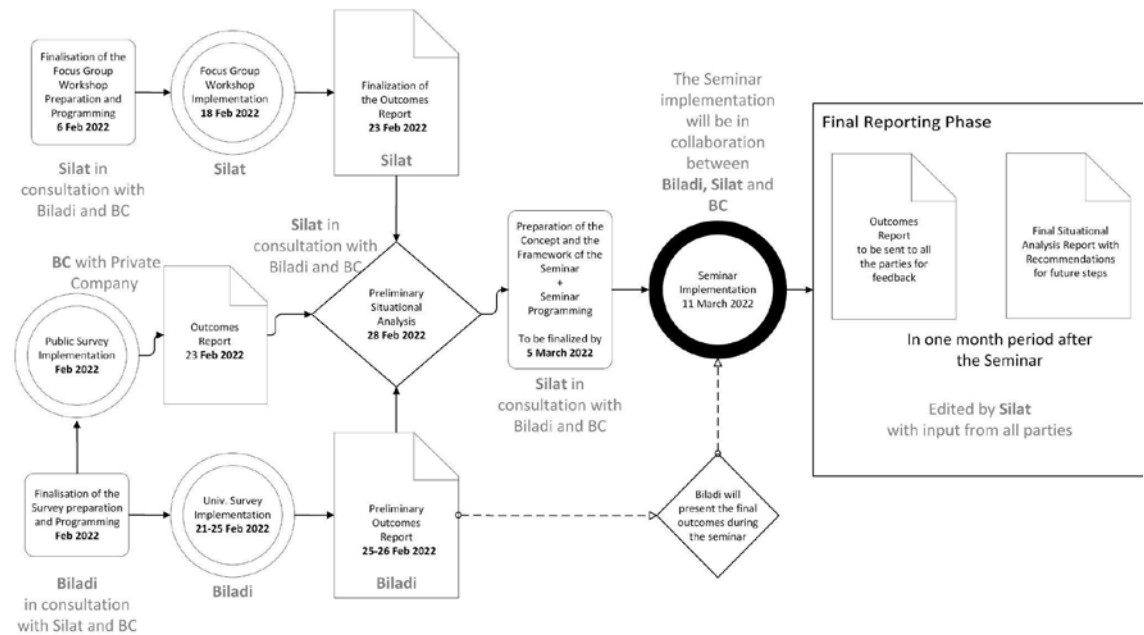 Finalisation of the
Focus Group
Workshop
Preparation and
Programming
6 Feb 2022
Silat in
consultation with
Biladi and BC
Focus Group
Workshop
Implementation
18 Feb 2022
Silat
Finalization of
the Outcomes
Report
23 Feb 2022
Silat
Silat in
consultation with
Biladi and BC
BC with Private
Company
Public Survey
Implementation
Feb 2022
Outcomes
Report
23 Feb 2022
Preliminary
Situational
Analysis
28 Feb 2022
Finalisation of the
Survey preparation
and Programming
Feb 2022
Biladi
in consultation
with Silat and BC
Univ. Survey
Implementation
21-25 Feb 2022
Biladi
Preliminary
Outcomes
Report
25-26 Feb 2022
Biladi
Preparation of the
Concept and the
Framework of the
Seminar
+
Seminar
Programming
To be finalized by
5 March 2022
Silat in
consultation with
Biladi and BC
The Seminar
implementation
will be in
collaboration
between
Biladi, Silat and
BC
Seminar
Implementation
11 March 2022
Biladi will
present the final
outcomes during
the seminar
Final Reporting Phase
Outcomes
Report
to be sent to all
the parties for
feedback
Final Situational
Analysis Report with
Recommendations
for future steps
In one month period after
the Seminar
Edited by Silat
with input from all parties